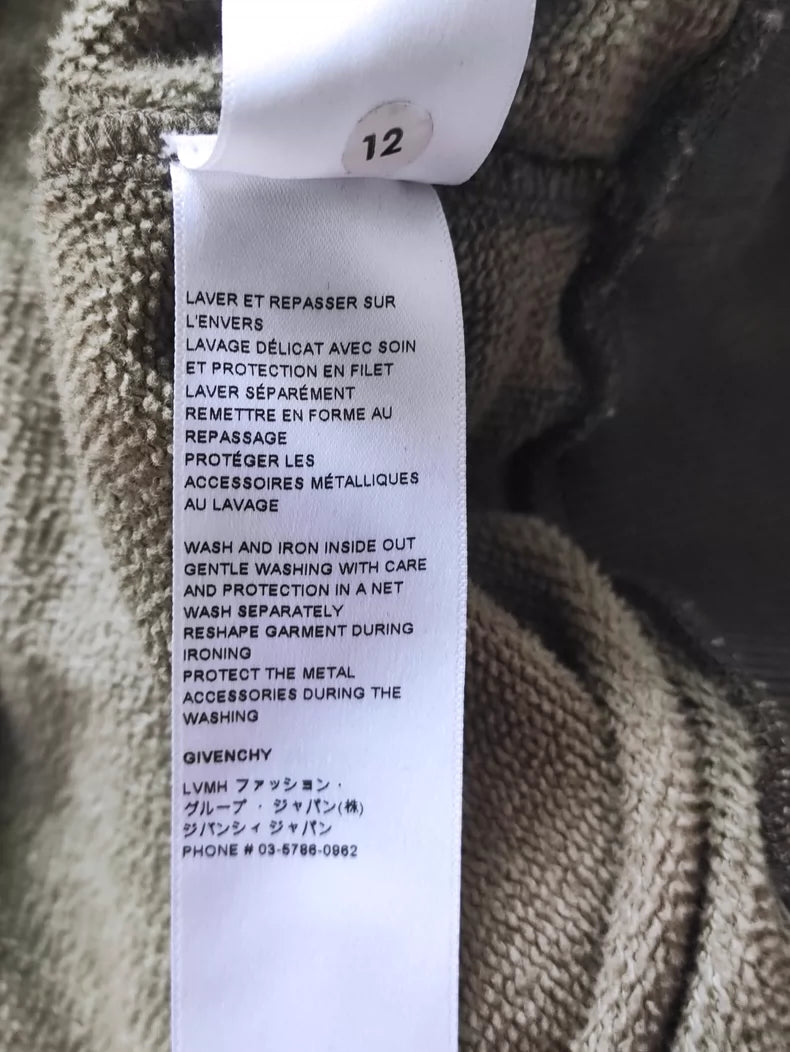 12
LAVER ET REPASSER SUR
L'ENVERS
LAVAGE DÉLICAT AVEC SOIN
ET PROTECTION EN FILET
LAVER SÉPARÉMENT
REMETTRE EN FORME AU
REPASSAGE
PROTÉGER LES
ACCESSOIRES MÉTALLIQUES
AU LAVAGE
WASH AND IRON INSIDE OUT
GENTLE WASHING WITH CARE
AND PROTECTION IN A NET
WASH SEPARATELY
RESHAPE GARMENT DURING
IRONING
PROTECT THE METAL
ACCESSORIES DURING THE
WASHING
GIVENCHY
LVMH ファッション・
グループ・ジャパン(株)
ジバンシィ ジャパン
PHONE # 03-5786-0962